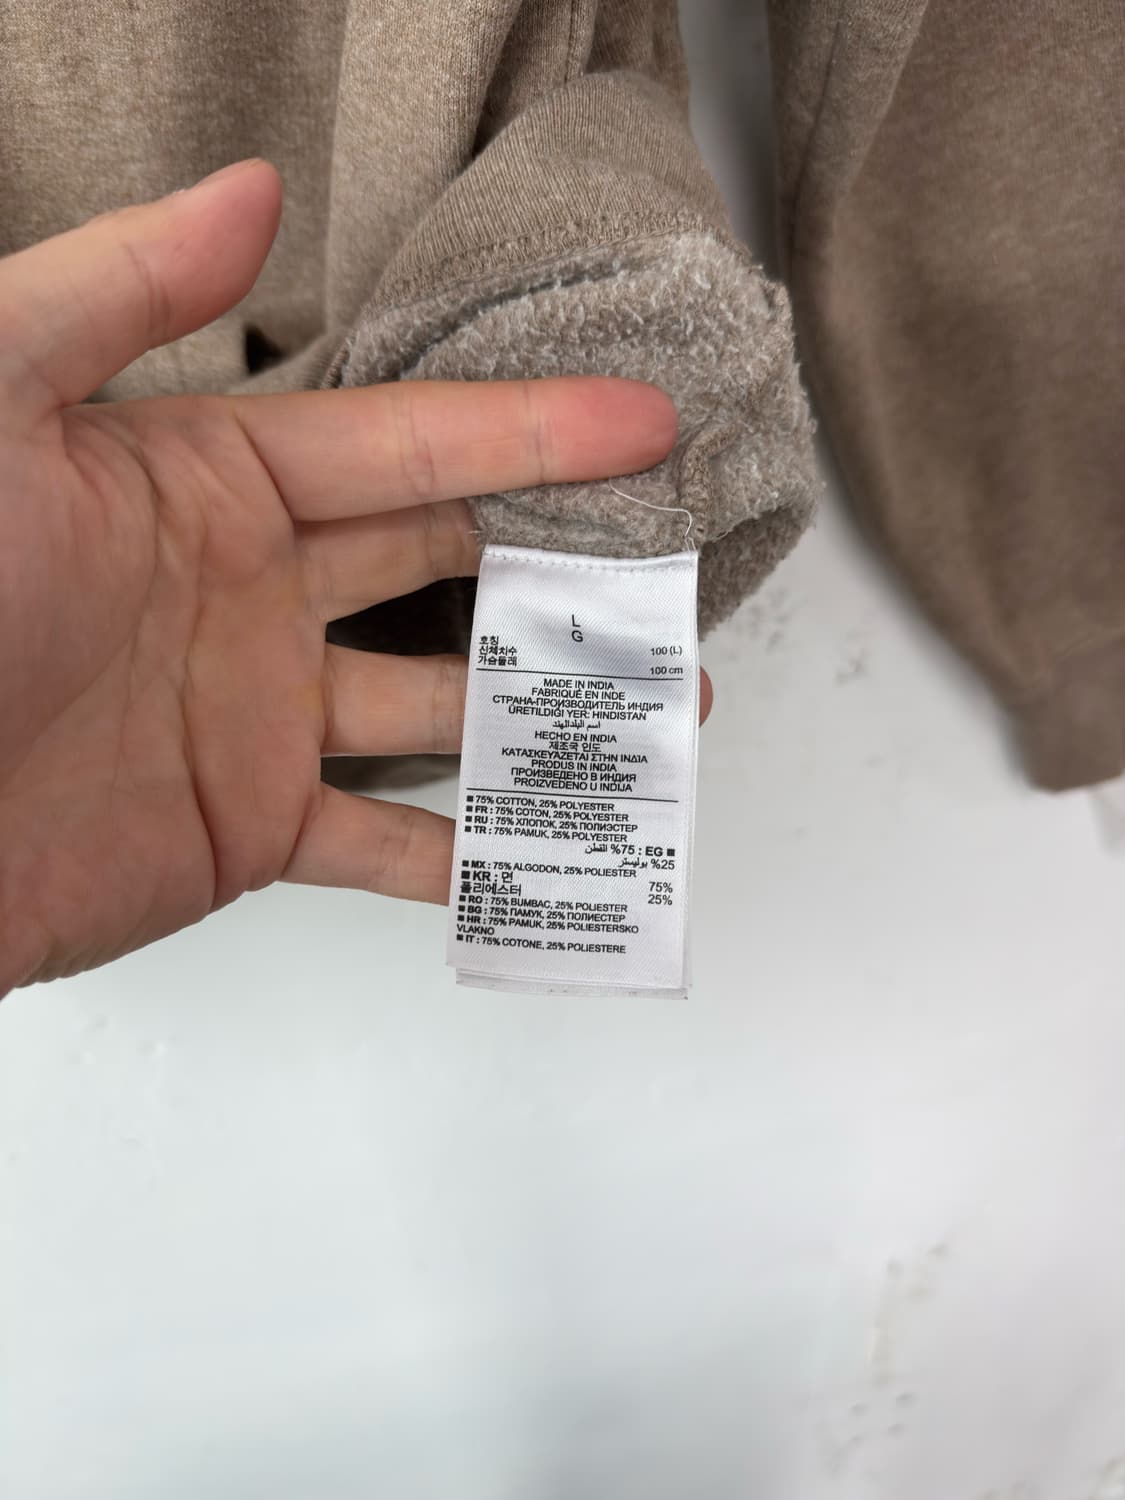 L
G
호칭
신체치수 100 (L)
가슴둘레 100 cm
MADE IN INDIA
FABRIQUÉ EN INDE
СТРАНА-ПРОИЗВОДИТЕЛЬ ИНДИЯ
ÜRETILDIĞI YER: HINDISTAN
اسم البلد:الهند
HECHO EN INDIA
제조국 인도
ΚΑΤΑΣΚΕΥΑΖΕΤΑΙ ΣΤΗΝ ΙΝΔΙΑ
PRODUS IN INDIA
ПРОИЗВЕДЕНО В ИНДИЯ
PROIZVEDENO U INDIJA
■ 75% COTTON, 25% POLYESTER
■ FR : 75% COTON, 25% POLYESTER
■ RU : 75% ХЛОПОК, 25% ПОЛИЭСТЕР
■ TR : 75% PAMUK, 25% POLYESTER
■ EG : 75% القطن
25% بوليستر
■ MX : 75% ALGODON, 25% POLIESTER
■ KR : 면 75%
폴리에스터 25%
■ RO : 75% BUMBAC, 25% POLIESTER
■ BG : 75% ПАМУК, 25% ПОЛИЕСТЕР
■ HR : 75% PAMUK, 25% POLIESTERSKO
VLAKNO
■ IT : 75% COTONE, 25% POLIESTERE